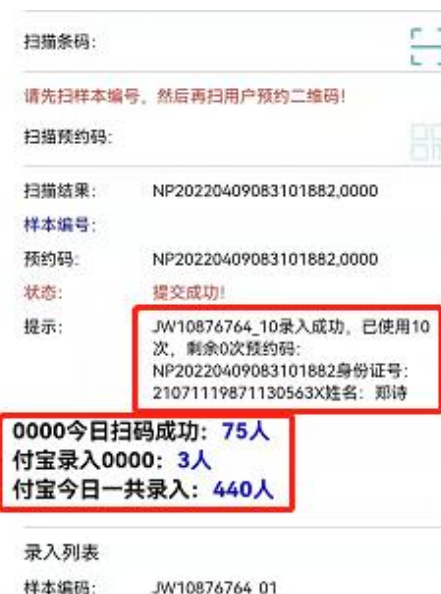 扫描条码:
请先扫样本编号，然后再扫用户预约二维码!
扫描预约码:
扫描结果: NP20220409083101882,0000
样本编号:
预约码: NP20220409083101882,0000
状态: 提交成功!
提示: JW10876764_10录入成功，已使用10
次，剩余0次预约码:
NP20220409083101882身份证号:
21071119871130563X姓名: 郑诗
0000今日扫码成功: 75人
付宝录入0000: 3人
付宝今日一共录入: 440人
录入列表
样本编码: JW10876764_01